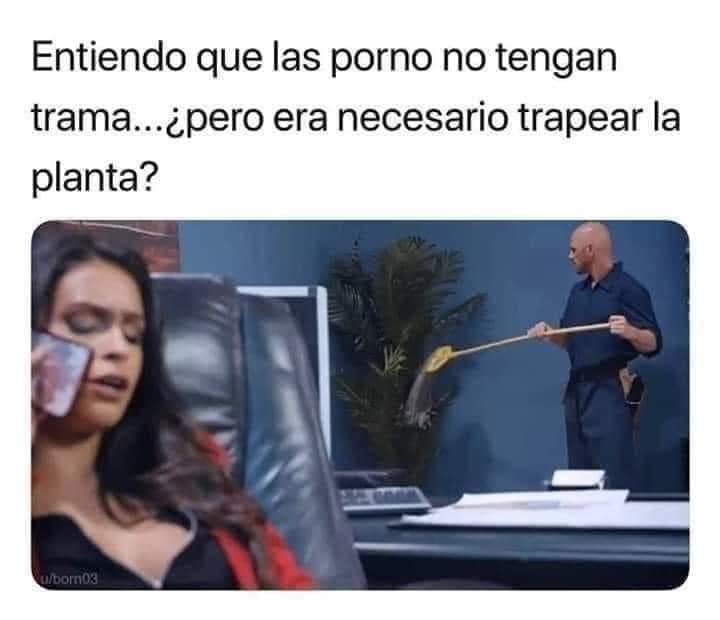 Entiendo que las porno no tengan
trama...¿pero era necesario trapear la
planta?
u/born03